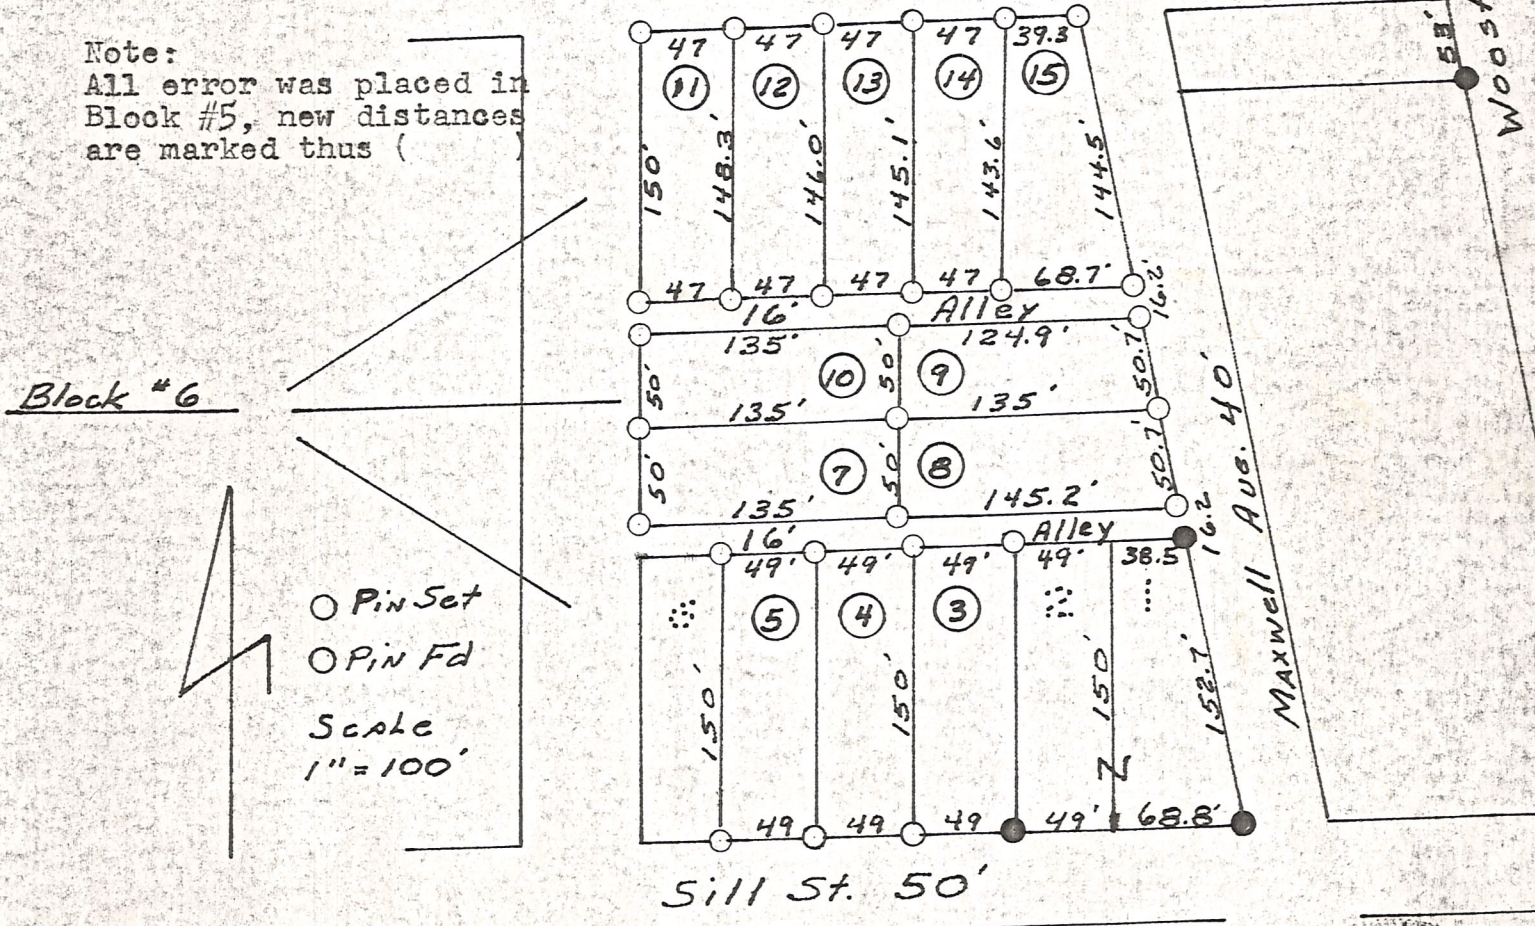 Note:
All error was placed in
Block #5, new distances
are marked thus ( )
47 47 47 47 39.3
11 12 13 14 15
150' 148.3' 146.0' 145.1' 143.6' 144.5'
47 47 47 47 68.7'
16' Alley 16.2'
135' 124.9'
50' 10 50' 9 50.7'
135' 135'
50' 7 50' 8 50.7'
135' 145.2'
16' Alley 16.2
49' 49' 49' 49' 38.5
5 4 3
150' 150' 150' 152.7'
49 49 49 49' 68.8'
Sill St. 50'
Maxwell Ave. 40'
Block #6
Pin Set
Pin Fd
Scale
1" = 100'